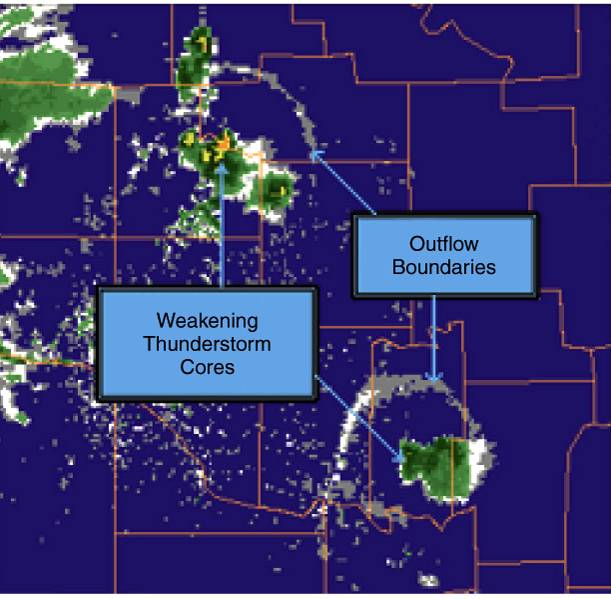 Outflow
Boundaries
Weakening
Thunderstorm
Cores